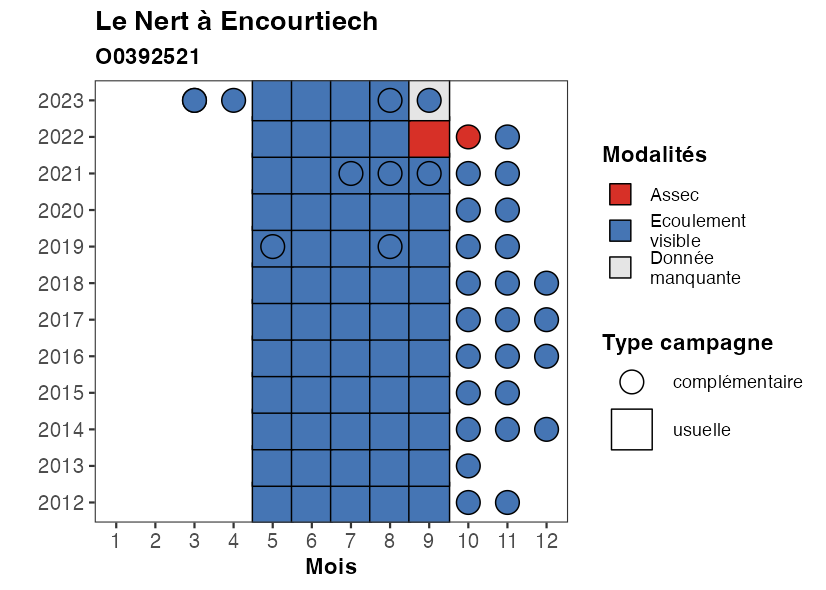 Le Nert à Encourtiech
O0392521
2023
2022
2021
2020
2019
2018
2017
2016
2015
2014
2013
2012
1 2 3 4 5 6 7 8 9 10 11 12
Mois
Modalités
Assec
Ecoulement
visible
Donnée
manquante
Type campagne
complémentaire
usuelle